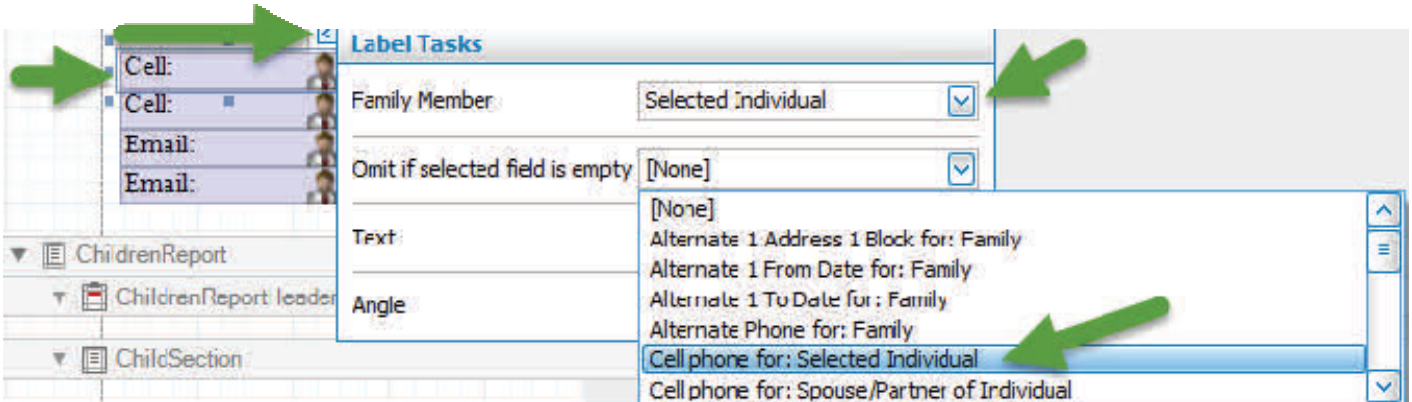 Label Tasks
Cell:
Cell:
Email:
Email:
Family Member
Selected Individual
Omit if selected field is empty
[None]
Text
Angle
[None]
Alternate 1 Address 1 Block for: Family
Alternate 1 From Date for: Family
Alternate 1 To Date for: Family
Alternate Phone for: Family
Cell phone for: Selected Individual
Cell phone for: Spouse/Partner of Individual
ChildrenReport
ChildrenReport leader
ChildSection